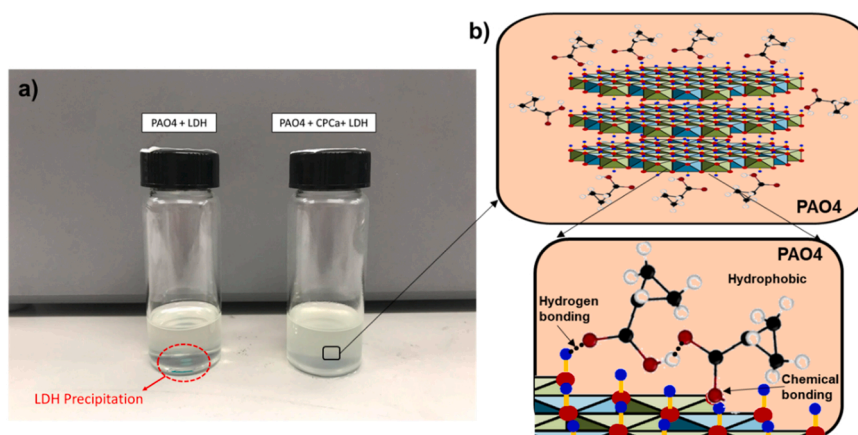 a)
PAO4 + LDH
PAO4 + CPCa+ LDH
LDH Precipitation
b)
PAO4
PAO4
Hydrophobic
Hydrogen
bonding
Chemical
bonding